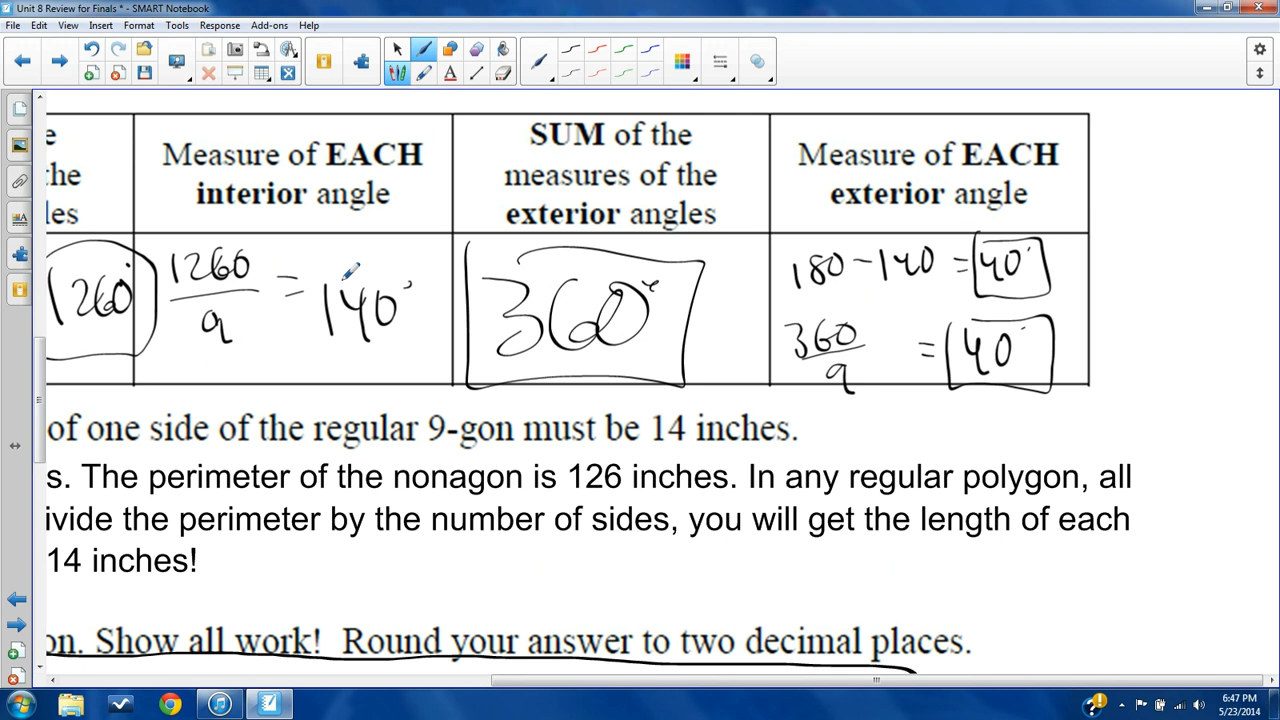 Unit 8 Review for Finals * - SMART Notebook
File Edit View Insert Format Tools Response Add-ons Help
e
the
les
Measure of EACH
interior angle
SUM of the
measures of the
exterior angles
Measure of EACH
exterior angle
1260°
1260
9
= 140°
360°
180 - 140 = 40°
360
9
= 40°
of one side of the regular 9-gon must be 14 inches.
s. The perimeter of the nonagon is 126 inches. In any regular polygon, all
ivide the perimeter by the number of sides, you will get the length of each
14 inches!
on. Show all work! Round your answer to two decimal places.
6:47 PM
5/23/2014